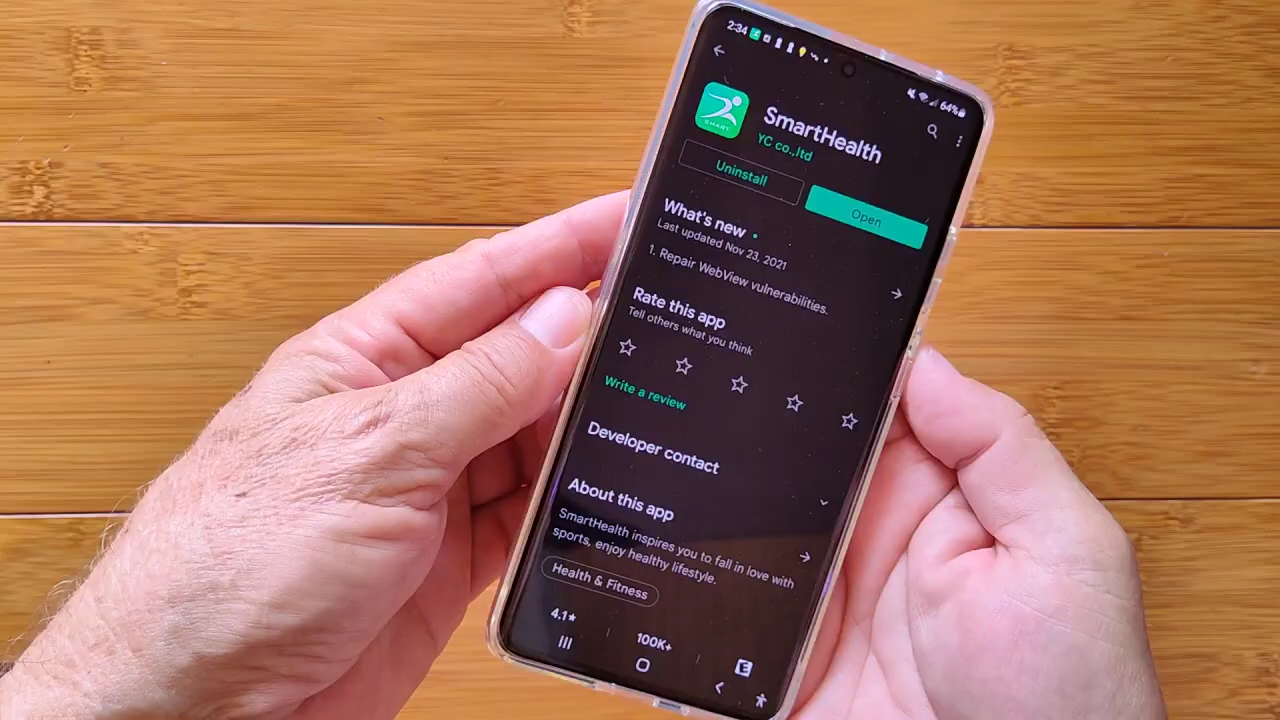 2:34
64%
SMART
SmartHealth
YC co.,ltd
Uninstall
Open
What's new
Last updated Nov 23, 2021
1. Repair WebView vulnerabilities.
Rate this app
Tell others what you think
Write a review
Developer contact
About this app
SmartHealth inspires you to fall in love with
sports, enjoy healthy lifestyle.
Health & Fitness
4.1★
100K+
E